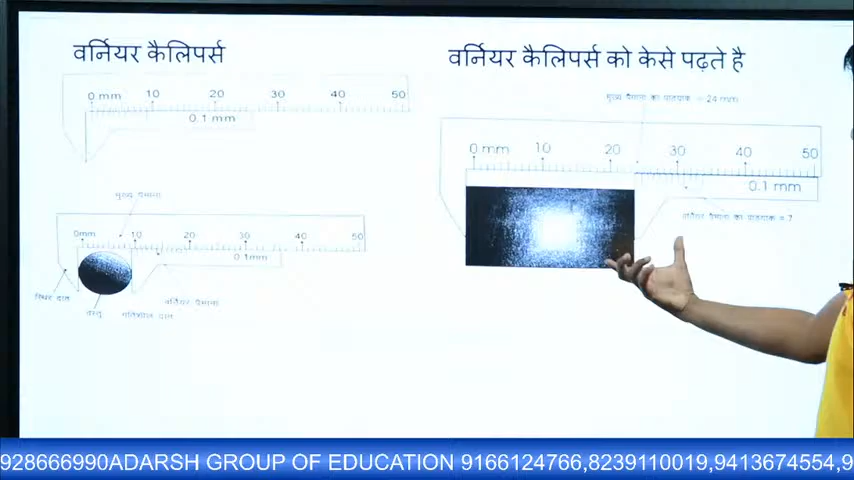 वर्नियर कैलिपर्स
0 mm 10 20 30 40 50
0.1 mm
मुख्य पैमाना
0mm 10 20 30 40 50
0.1mm
स्थिर दांत
वस्तु
गतिशील दांत
वर्नियर पैमाना
वर्नियर कैलिपर्स को केसे पढ़ते है
मुख्य पैमाना का पाठयांक = 24 mm
0 mm 10 20 30 40 50
0.1 mm
वर्नियर पैमाना का पाठयांक = 7
928666990ADARSH GROUP OF EDUCATION 9166124766,8239110019,9413674554,9